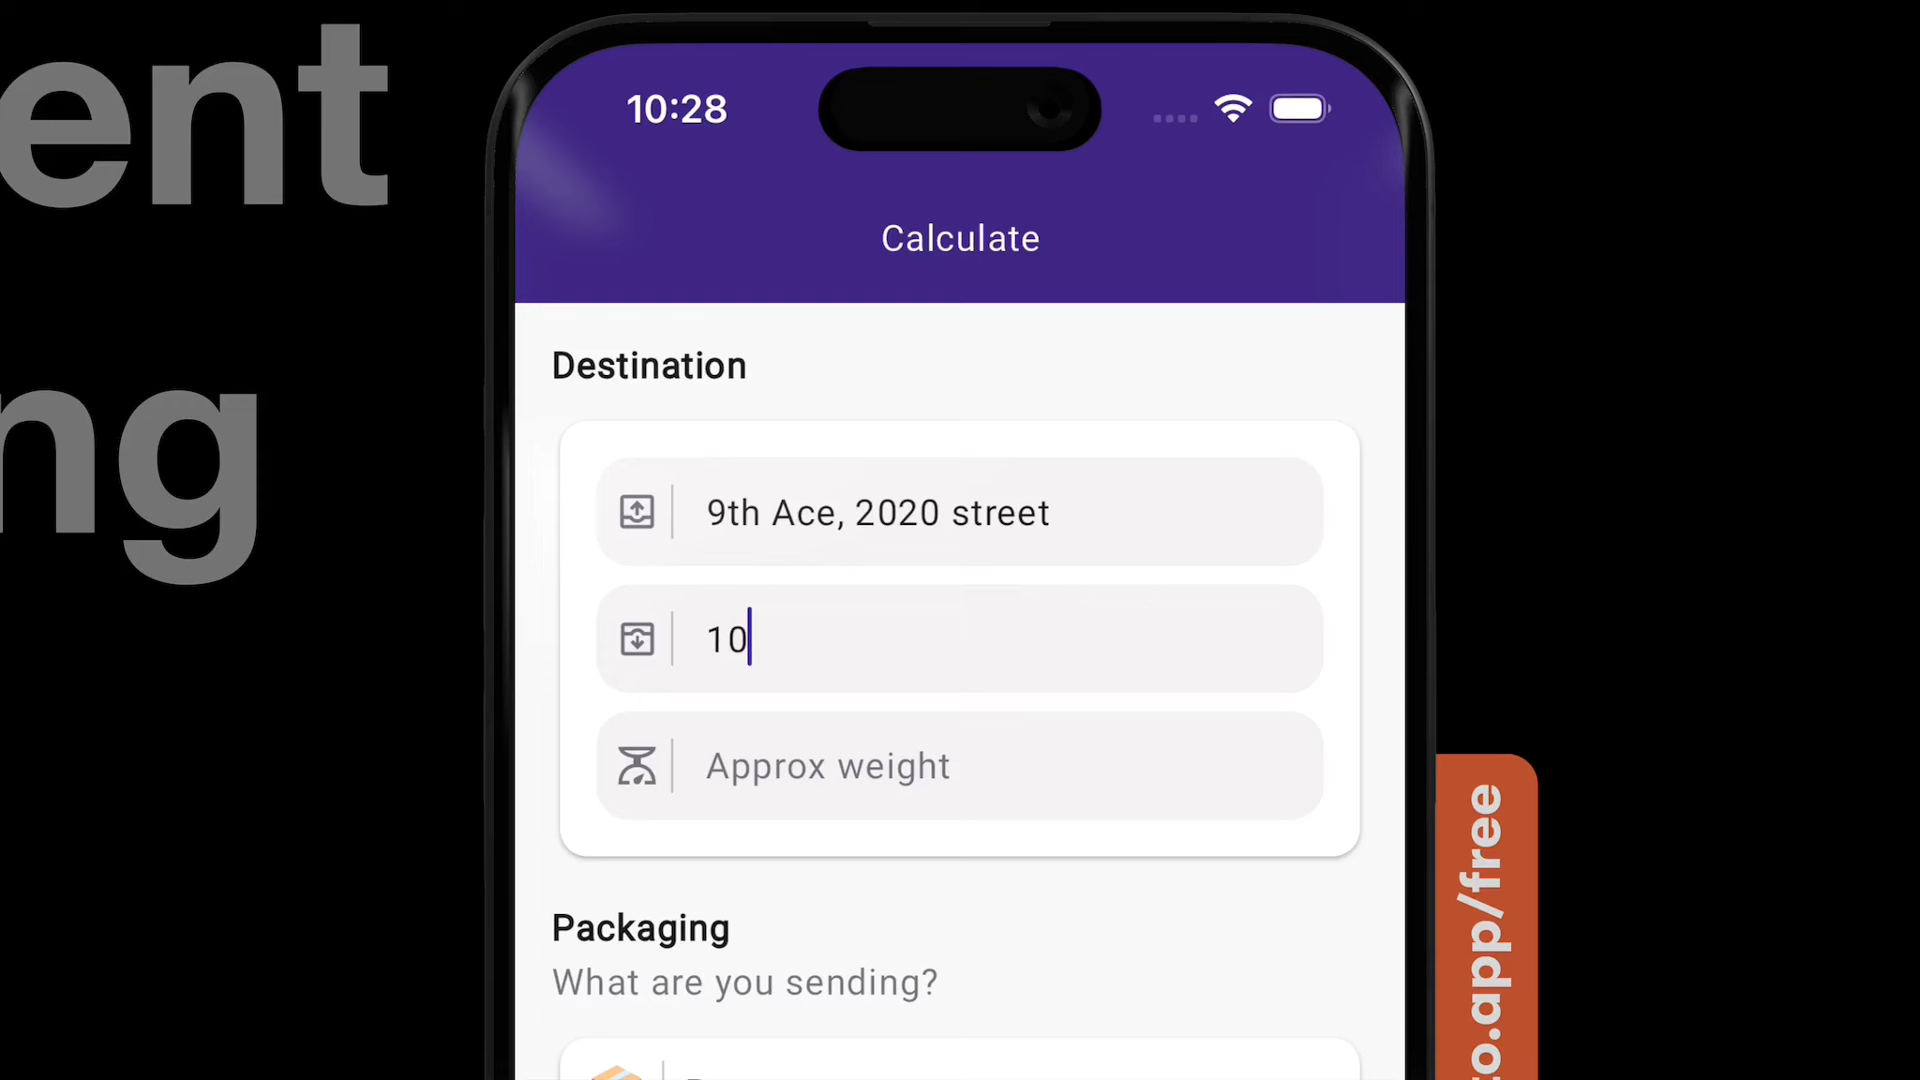 ent
ng
10:28
Calculate
Destination
9th Ace, 2020 street
10
Approx weight
Packaging
What are you sending?
to.app/free